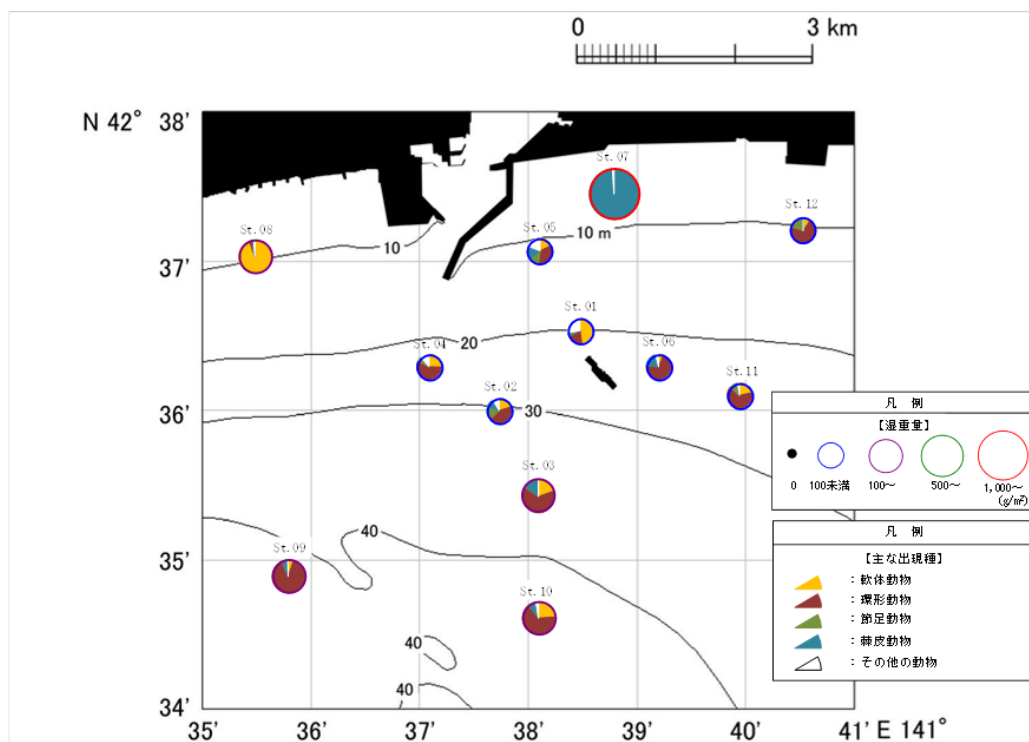 0 3 km
N 42° 38'
St.07
St.12
St.08
St.05
10 m
10
37'
St.01
20
St.04
St.06
St.11
St.02
36'
30
凡 例
【湿重量】
0 100未満 100~ 500~ 1,000~
(g/㎡)
St.03
凡 例
40
35'
St.09
【主な出現種】
:軟体動物
St.10
:環形動物
:節足動物
40
:棘皮動物
:その他の動物
40
34'
35' 36' 37' 38' 39' 40' 41' E 141°